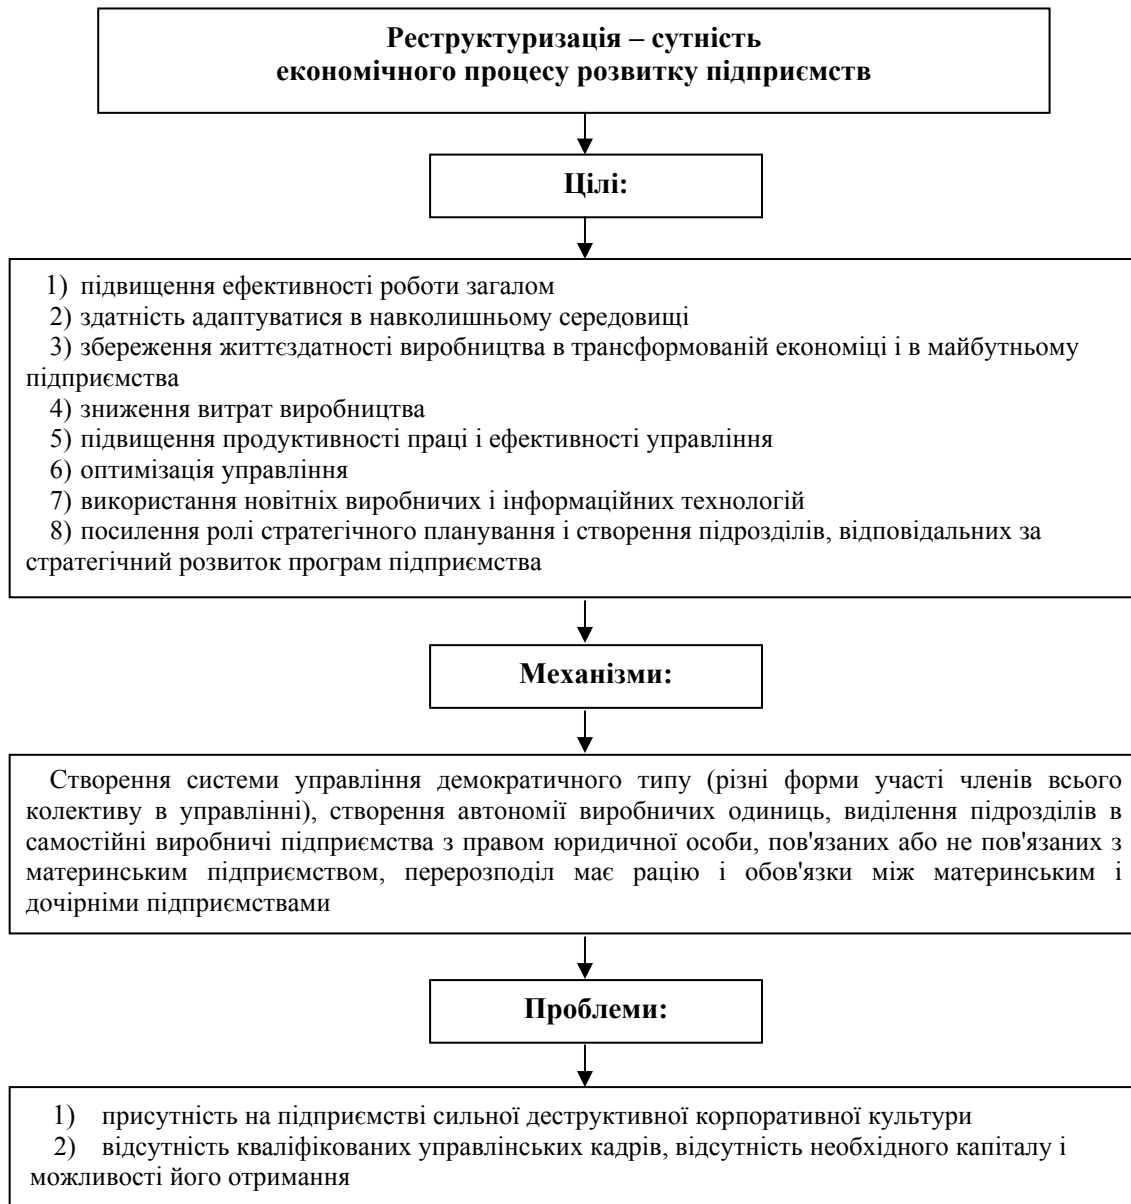 Реструктуризація – сутність
економічного процесу розвитку підприємств
Цілі:
1) підвищення ефективності роботи загалом
2) здатність адаптуватися в навколишньому середовищі
3) збереження життєздатності виробництва в трансформованій економіці і в майбутньому
підприємства
4) зниження витрат виробництва
5) підвищення продуктивності праці і ефективності управління
6) оптимізація управління
7) використання новітніх виробничих і інформаційних технологій
8) посилення ролі стратегічного планування і створення підрозділів, відповідальних за
стратегічний розвиток програм підприємства
Механізми:
Створення системи управління демократичного типу (різні форми участі членів всього
колективу в управлінні), створення автономії виробничих одиниць, виділення підрозділів в
самостійні виробничі підприємства з правом юридичної особи, пов'язаних або не пов'язаних з
материнським підприємством, перерозподіл має рацію і обов'язки між материнським і
дочірніми підприємствами
Проблеми:
1) присутність на підприємстві сильної деструктивної корпоративної культури
2) відсутність кваліфікованих управлінських кадрів, відсутність необхідного капіталу і
можливості його отримання